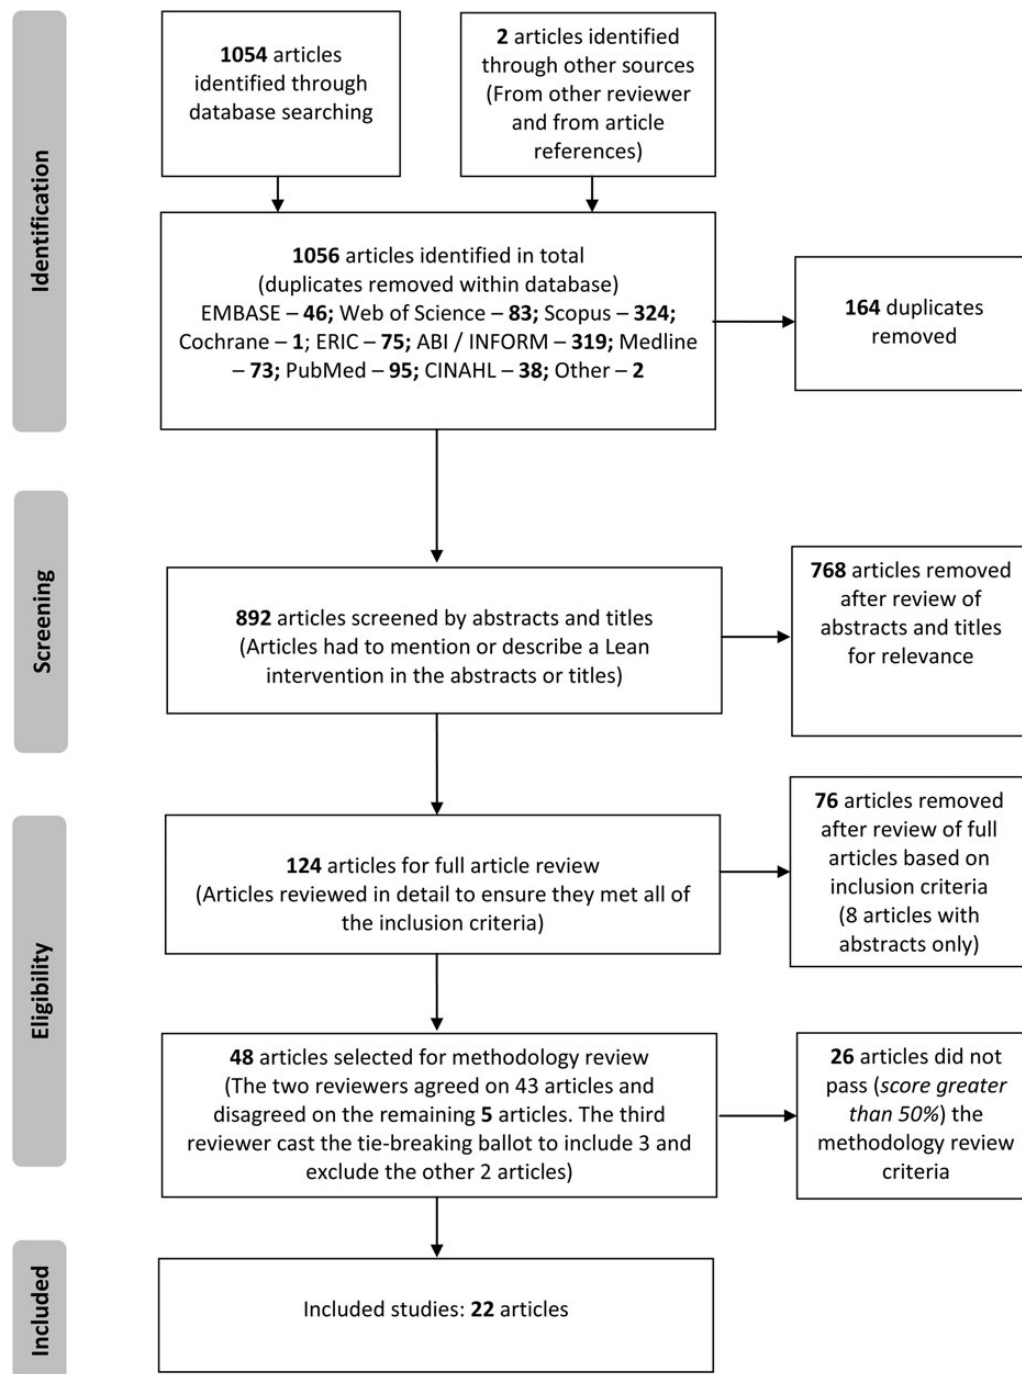 Identification
1054 articles
identified through
database searching
2 articles identified
through other sources
(From other reviewer
and from article
references)
1056 articles identified in total
(duplicates removed within database)
EMBASE – 46; Web of Science – 83; Scopus – 324;
Cochrane – 1; ERIC – 75; ABI / INFORM – 319; Medline
– 73; PubMed – 95; CINAHL – 38; Other – 2
164 duplicates
removed
Screening
892 articles screened by abstracts and titles
(Articles had to mention or describe a Lean
intervention in the abstracts or titles)
768 articles removed
after review of
abstracts and titles
for relevance
Eligibility
124 articles for full article review
(Articles reviewed in detail to ensure they met all of
the inclusion criteria)
76 articles removed
after review of full
articles based on
inclusion criteria
(8 articles with
abstracts only)
48 articles selected for methodology review
(The two reviewers agreed on 43 articles and
disagreed on the remaining 5 articles. The third
reviewer cast the tie-breaking ballot to include 3 and
exclude the other 2 articles)
26 articles did not
pass (score greater
than 50%) the
methodology review
criteria
Included
Included studies: 22 articles